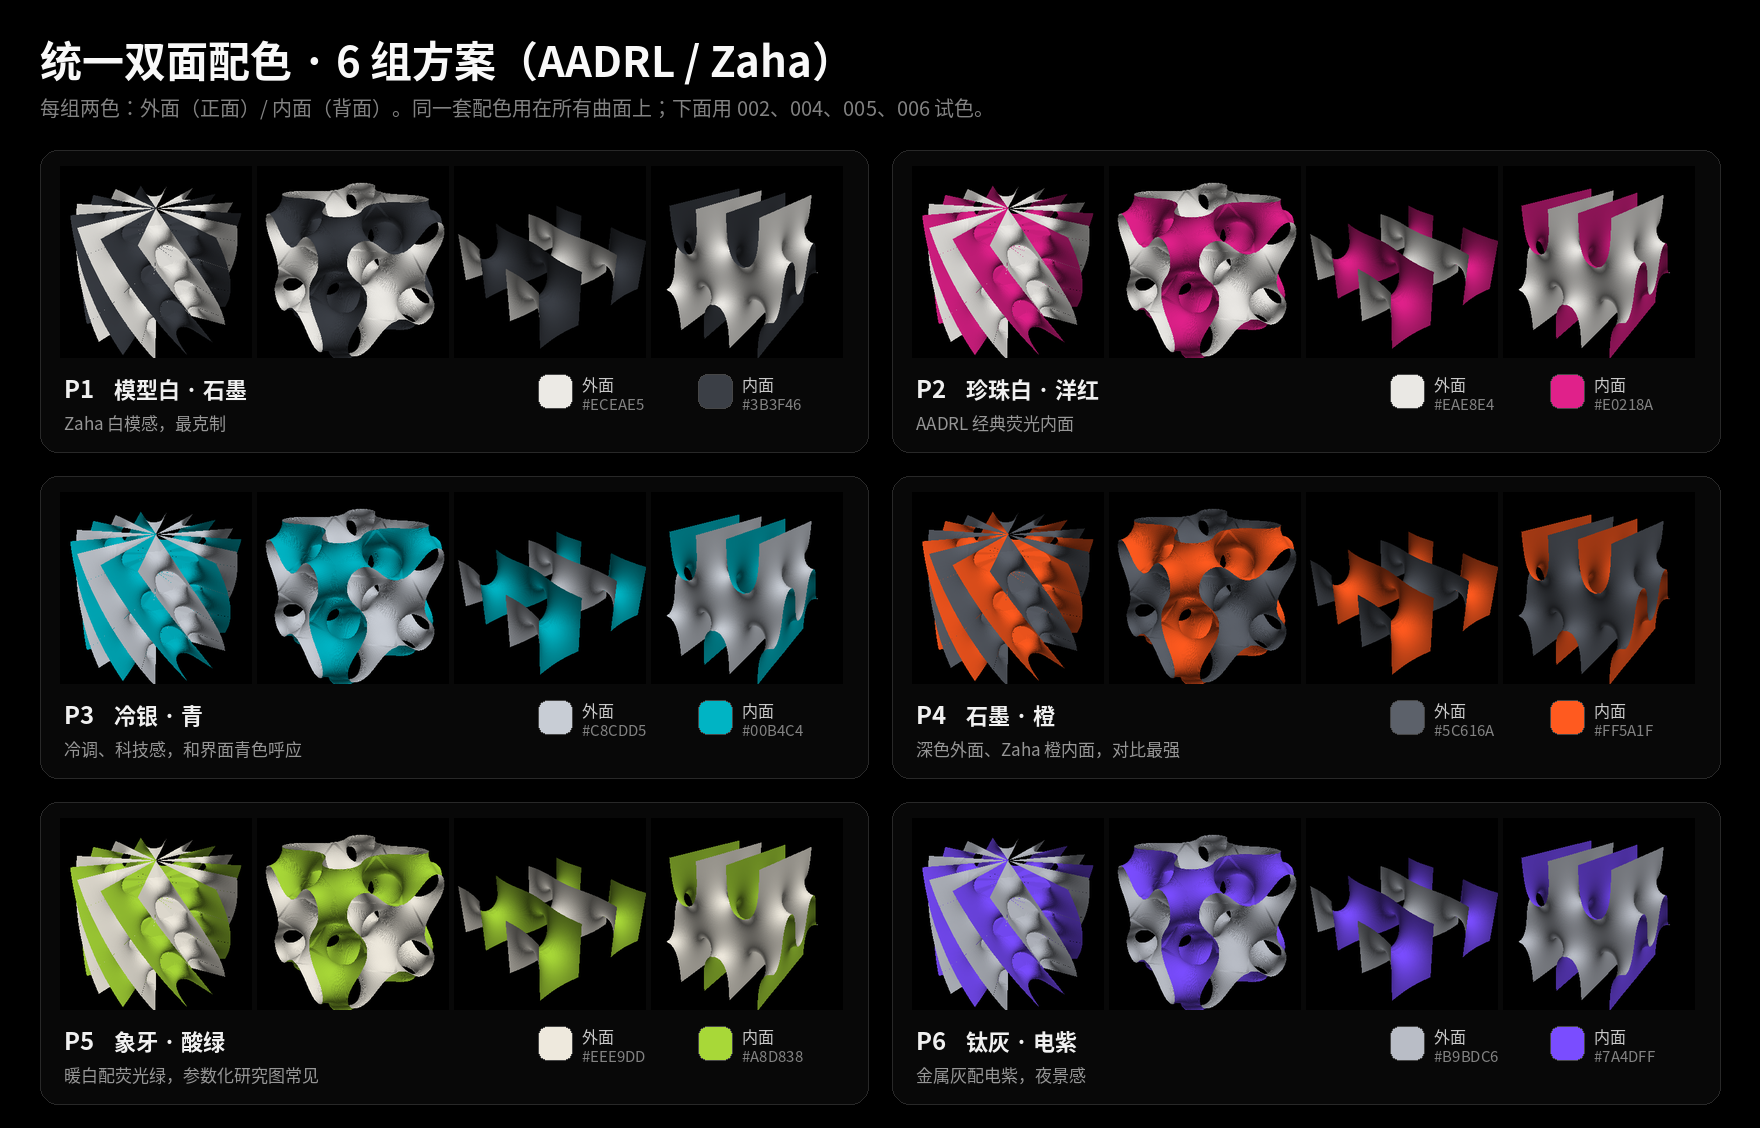 统一双面配色 · 6 组方案（AADRL / Zaha）
每组两色：外面（正面）/ 内面（背面）。同一套配色用在所有曲面上；下面用 002、004、005、006 试色。
P1 模型白 · 石墨
外面
#ECEAE5
内面
#3B3F46
Zaha 白模感，最克制
P2 珍珠白 · 洋红
外面
#EAE8E4
内面
#E0218A
AADRL 经典荧光内面
P3 冷银 · 青
外面
#C8CDD5
内面
#00B4C4
冷调、科技感，和界面青色呼应
P4 石墨 · 橙
外面
#5C616A
内面
#FF5A1F
深色外面、Zaha 橙内面，对比最强
P5 象牙 · 酸绿
外面
#EEE9DD
内面
#A8D838
暖白配荧光绿，参数化研究图常见
P6 钛灰 · 电紫
外面
#B9BDC6
内面
#7A4DFF
金属灰配电紫，夜景感